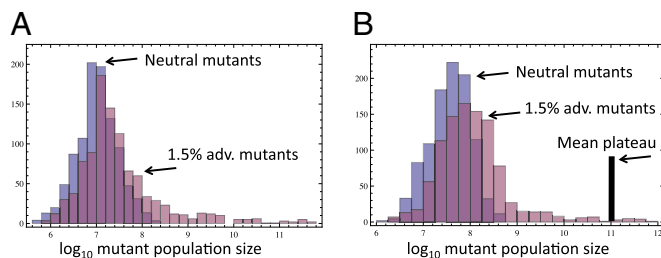 A
200
150
100
50
0
Neutral mutants
1.5% adv. mutants
6 7 8 9 10 11
log10 mutant population size
B
200
150
100
50
0
Neutral mutants
1.5% adv. mutants
Mean plateau
6 7 8 9 10 11 12
log10 mutant population size